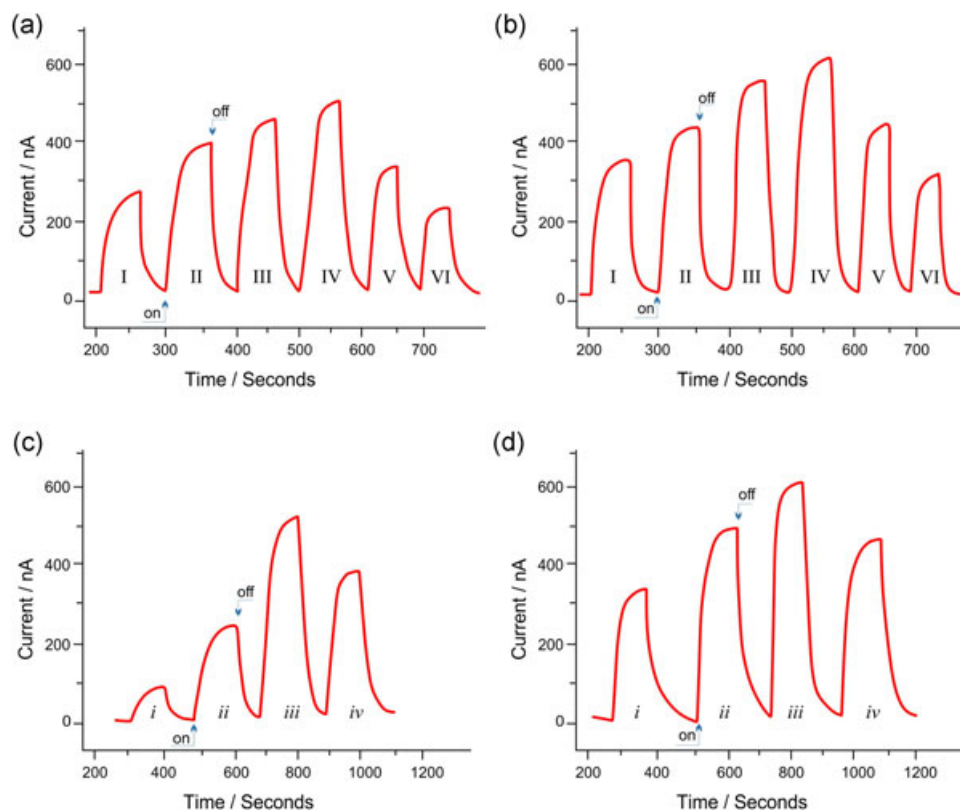 (a)
600
400
200
0
Current / nA
off
on
I II III IV V VI
200 300 400 500 600 700
Time / Seconds
(b)
600
400
200
0
Current / nA
off
on
I II III IV V VI
200 300 400 500 600 700
Time / Seconds
(c)
600
400
200
0
Current / nA
off
on
i ii iii iv
200 400 600 800 1000 1200
Time / Seconds
(d)
600
400
200
0
Current / nA
off
on
i ii iii iv
200 400 600 800 1000 1200
Time / Seconds